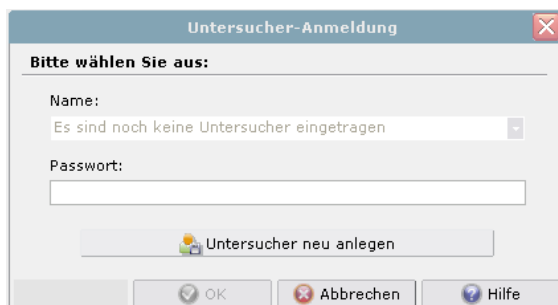 Untersucher-Anmeldung
Bitte wählen Sie aus:
Name:
Es sind noch keine Untersucher eingetragen
Passwort:
Untersucher neu anlegen
OK
Abbrechen
Hilfe